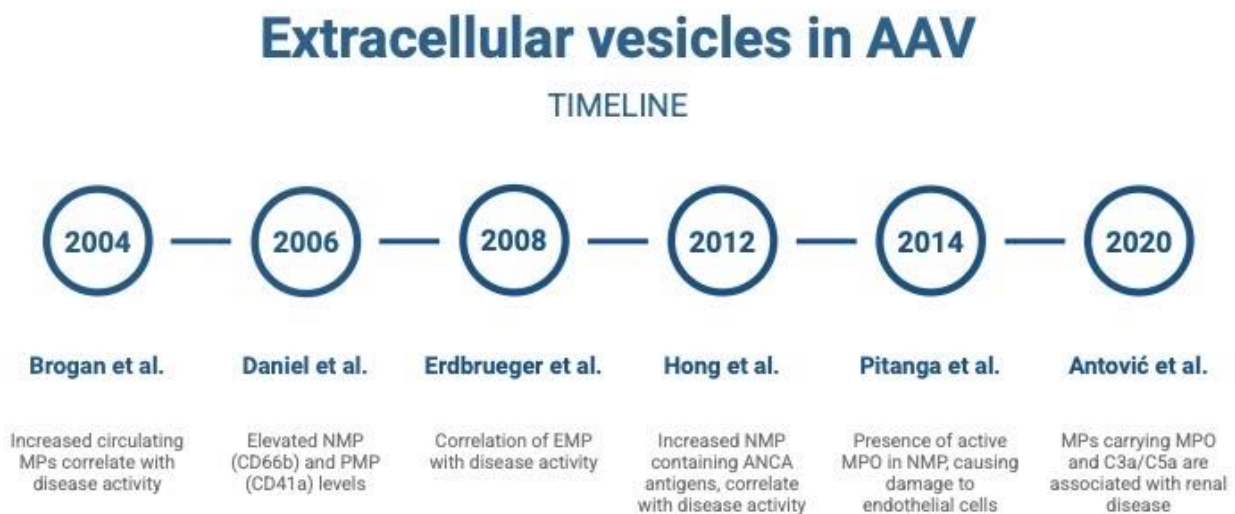 Extracellular vesicles in AAV
TIMELINE
2004
2006
2008
2012
2014
2020
Brogan et al.
Daniel et al.
Erdbrueger et al.
Hong et al.
Pitanga et al.
Antović et al.
Increased circulating
MPs correlate with
disease activity
Elevated NMP
(CD66b) and PMP
(CD41a) levels
Correlation of EMP
with disease activity
Increased NMP
containing ANCA
antigens, correlate
with disease activity
Presence of active
MPO in NMP, causing
damage to
endothelial cells
MPs carrying MPO
and C3a/C5a are
associated with renal
disease